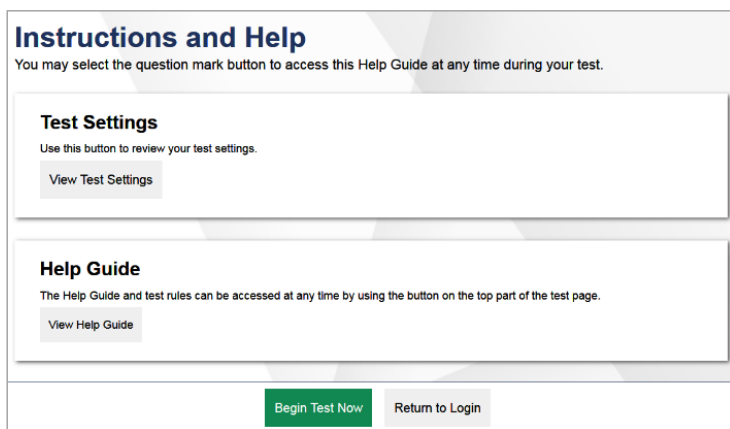 Instructions and Help
You may select the question mark button to access this Help Guide at any time during your test.
Test Settings
Use this button to review your test settings.
View Test Settings
Help Guide
The Help Guide and test rules can be accessed at any time by using the button on the top part of the test page.
View Help Guide
Begin Test Now Return to Login